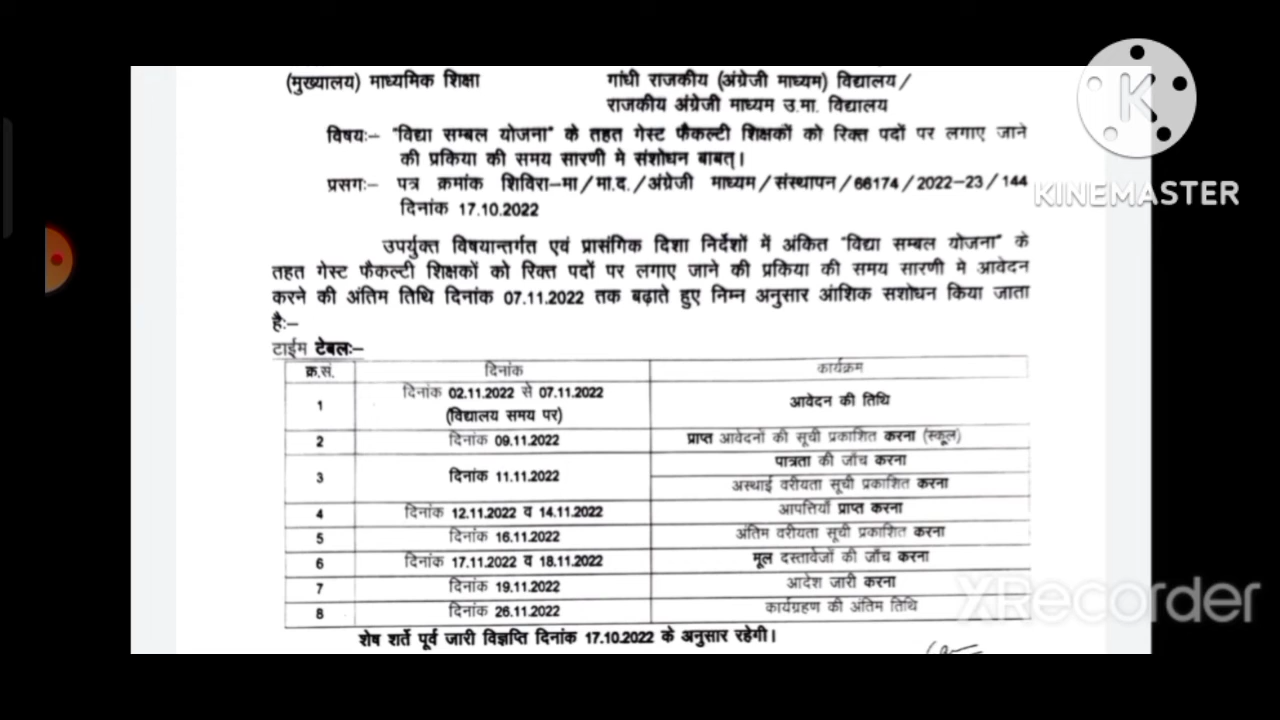 (मुख्यालय) माध्यमिक शिक्षा
गांधी राजकीय (अंग्रेजी माध्यम) विद्यालय/
राजकीय अंग्रेजी माध्यम उ.मा. विद्यालय
विषयः– "विद्या सम्बल योजना" के तहत गेस्ट फैकल्टी शिक्षकों को रिक्त पदों पर लगाए जाने
की प्रकिया की समय सारणी मे संशोधन बाबत्।
प्रसगः– पत्र क्रमांक शिविरा–मा/मा.द./अंग्रेजी माध्यम/संस्थापन/66174/2022–23/144
दिनांक 17.10.2022
उपर्युक्त विषयान्तर्गत एवं प्रासंगिक दिशा निर्देशों में अंकित "विद्या सम्बल योजना" के
तहत गेस्ट फैकल्टी शिक्षकों को रिक्त पदों पर लगाए जाने की प्रकिया की समय सारणी मे आवेदन
करने की अंतिम तिथि दिनांक 07.11.2022 तक बढ़ाते हुए निम्न अनुसार आंशिक सशोधन किया जाता
हैः–
टाईम टेबलः–
क्र.सं. दिनांक कार्यक्रम
1 दिनांक 02.11.2022 से 07.11.2022 (विद्यालय समय पर) आवेदन की तिथि
2 दिनांक 09.11.2022 प्राप्त आवेदनों की सूची प्रकाशित करना (स्कूल)
3 दिनांक 11.11.2022 पात्रता की जाँच करना
अस्थाई वरीयता सूची प्रकाशित करना
4 दिनांक 12.11.2022 व 14.11.2022 आपत्तियाँ प्राप्त करना
5 दिनांक 16.11.2022 अंतिम वरीयता सूची प्रकाशित करना
6 दिनांक 17.11.2022 व 18.11.2022 मूल दस्तावेजों की जाँच करना
7 दिनांक 19.11.2022 आदेश जारी करना
8 दिनांक 26.11.2022 कार्यग्रहण की अंतिम तिथि
शेष शर्ते पूर्व जारी विज्ञप्ति दिनांक 17.10.2022 के अनुसार रहेगी।
K
KINEMASTER
XRecorder